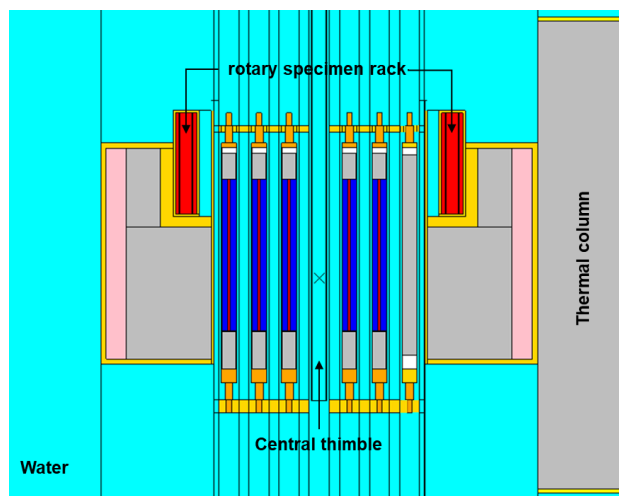 rotary specimen rack
Thermal column
Central thimble
Water